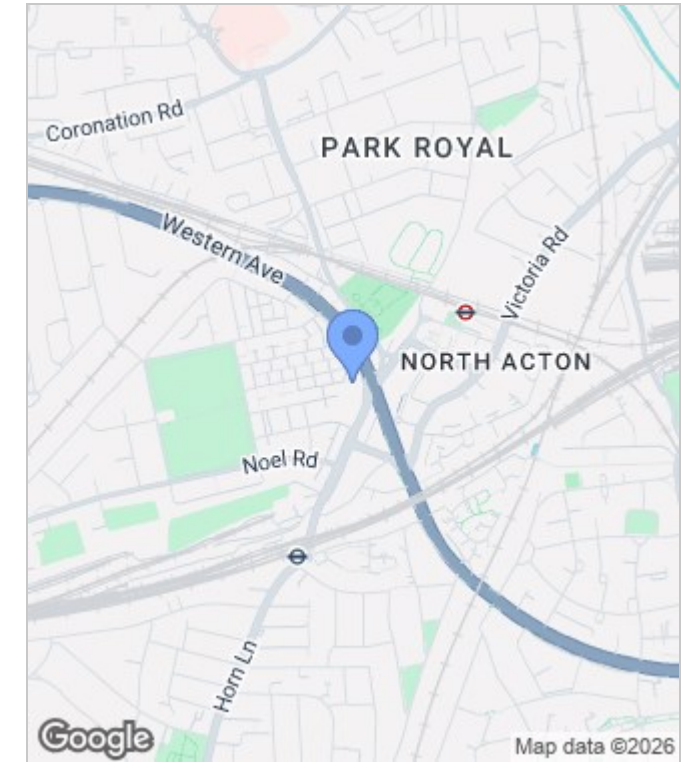 Coronation Rd
PARK ROYAL
Western Ave
Victoria Rd
NORTH ACTON
Noel Rd
Horn Ln
Google
Map data ©2026